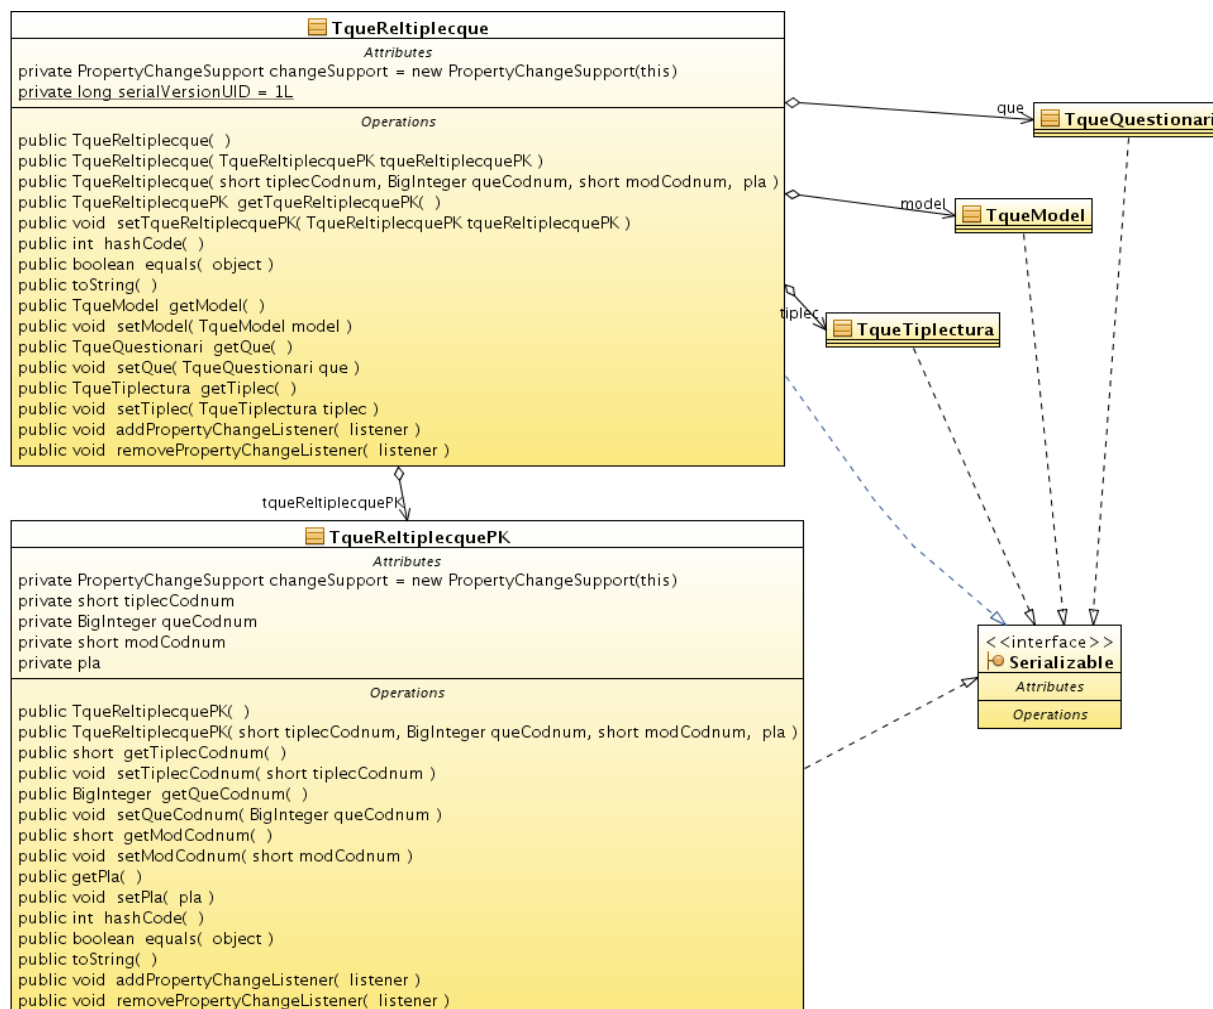 TqueReltiplecque
Attributes
private PropertyChangeSupport changeSupport = new PropertyChangeSupport(this)
private long serialVersionUID = 1L
Operations
public TqueReltiplecque( )
public TqueReltiplecque( TqueReltiplecquePK tqueReltiplecquePK )
public TqueReltiplecque( short tiplecCodnum, BigInteger queCodnum, short modCodnum, pla )
public TqueReltiplecquePK getTqueReltiplecquePK( )
public void setTqueReltiplecquePK( TqueReltiplecquePK tqueReltiplecquePK )
public int hashCode( )
public boolean equals( object )
public toString( )
public TqueModel getModel( )
public void setModel( TqueModel model )
public TqueQuestionari getQue( )
public void setQue( TqueQuestionari que )
public TqueTiplectura getTiplec( )
public void setTiplec( TqueTiplectura tiplec )
public void addPropertyChangeListener( listener )
public void removePropertyChangeListener( listener )
que
TqueQuestionari
model
TqueModel
tiplec
TqueTiplectura
tqueReltiplecquePK
TqueReltiplecquePK
Attributes
private PropertyChangeSupport changeSupport = new PropertyChangeSupport(this)
private short tiplecCodnum
private BigInteger queCodnum
private short modCodnum
private pla
Operations
public TqueReltiplecquePK( )
public TqueReltiplecquePK( short tiplecCodnum, BigInteger queCodnum, short modCodnum, pla )
public short getTiplecCodnum( )
public void setTiplecCodnum( short tiplecCodnum )
public BigInteger getQueCodnum( )
public void setQueCodnum( BigInteger queCodnum )
public short getModCodnum( )
public void setModCodnum( short modCodnum )
public getPla( )
public void setPla( pla )
public int hashCode( )
public boolean equals( object )
public toString( )
public void addPropertyChangeListener( listener )
public void removePropertyChangeListener( listener )
<<interface>>
Serializable
Attributes
Operations